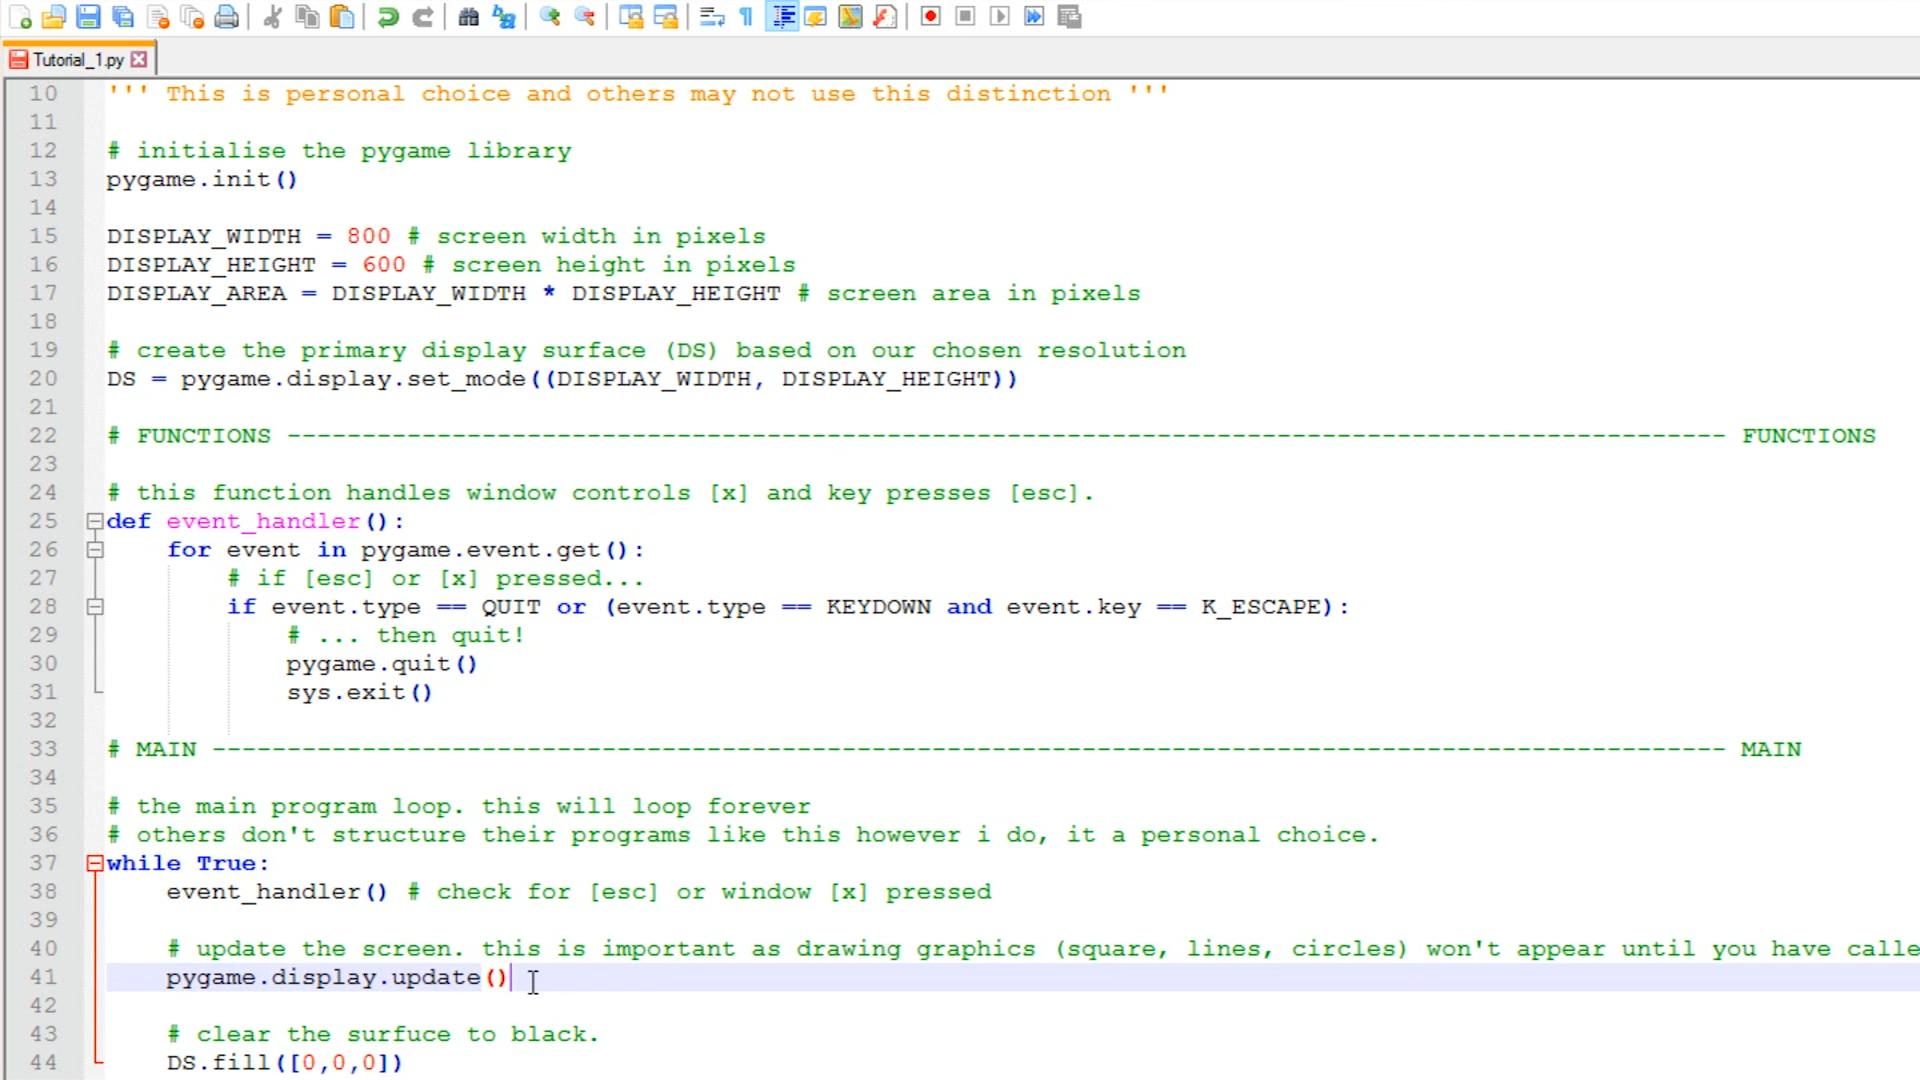 Tutorial_1.py
10 ''' This is personal choice and others may not use this distinction '''
11
12 # initialise the pygame library
13 pygame.init()
14
15 DISPLAY_WIDTH = 800 # screen width in pixels
16 DISPLAY_HEIGHT = 600 # screen height in pixels
17 DISPLAY_AREA = DISPLAY_WIDTH * DISPLAY_HEIGHT # screen area in pixels
18
19 # create the primary display surface (DS) based on our chosen resolution
20 DS = pygame.display.set_mode((DISPLAY_WIDTH, DISPLAY_HEIGHT))
21
22 # FUNCTIONS ------------------------------------------------------------------------------------------------ FUNCTIONS
23
24 # this function handles window controls [x] and key presses [esc].
25 def event_handler():
26 for event in pygame.event.get():
27 # if [esc] or [x] pressed...
28 if event.type == QUIT or (event.type == KEYDOWN and event.key == K_ESCAPE):
29 # ... then quit!
30 pygame.quit()
31 sys.exit()
32
33 # MAIN ----------------------------------------------------------------------------------------------------- MAIN
34
35 # the main program loop. this will loop forever
36 # others don't structure their programs like this however i do, it a personal choice.
37 while True:
38 event_handler() # check for [esc] or window [x] pressed
39
40 # update the screen. this is important as drawing graphics (square, lines, circles) won't appear until you have calle
41 pygame.display.update()
42
43 # clear the surfuce to black.
44 DS.fill([0,0,0])